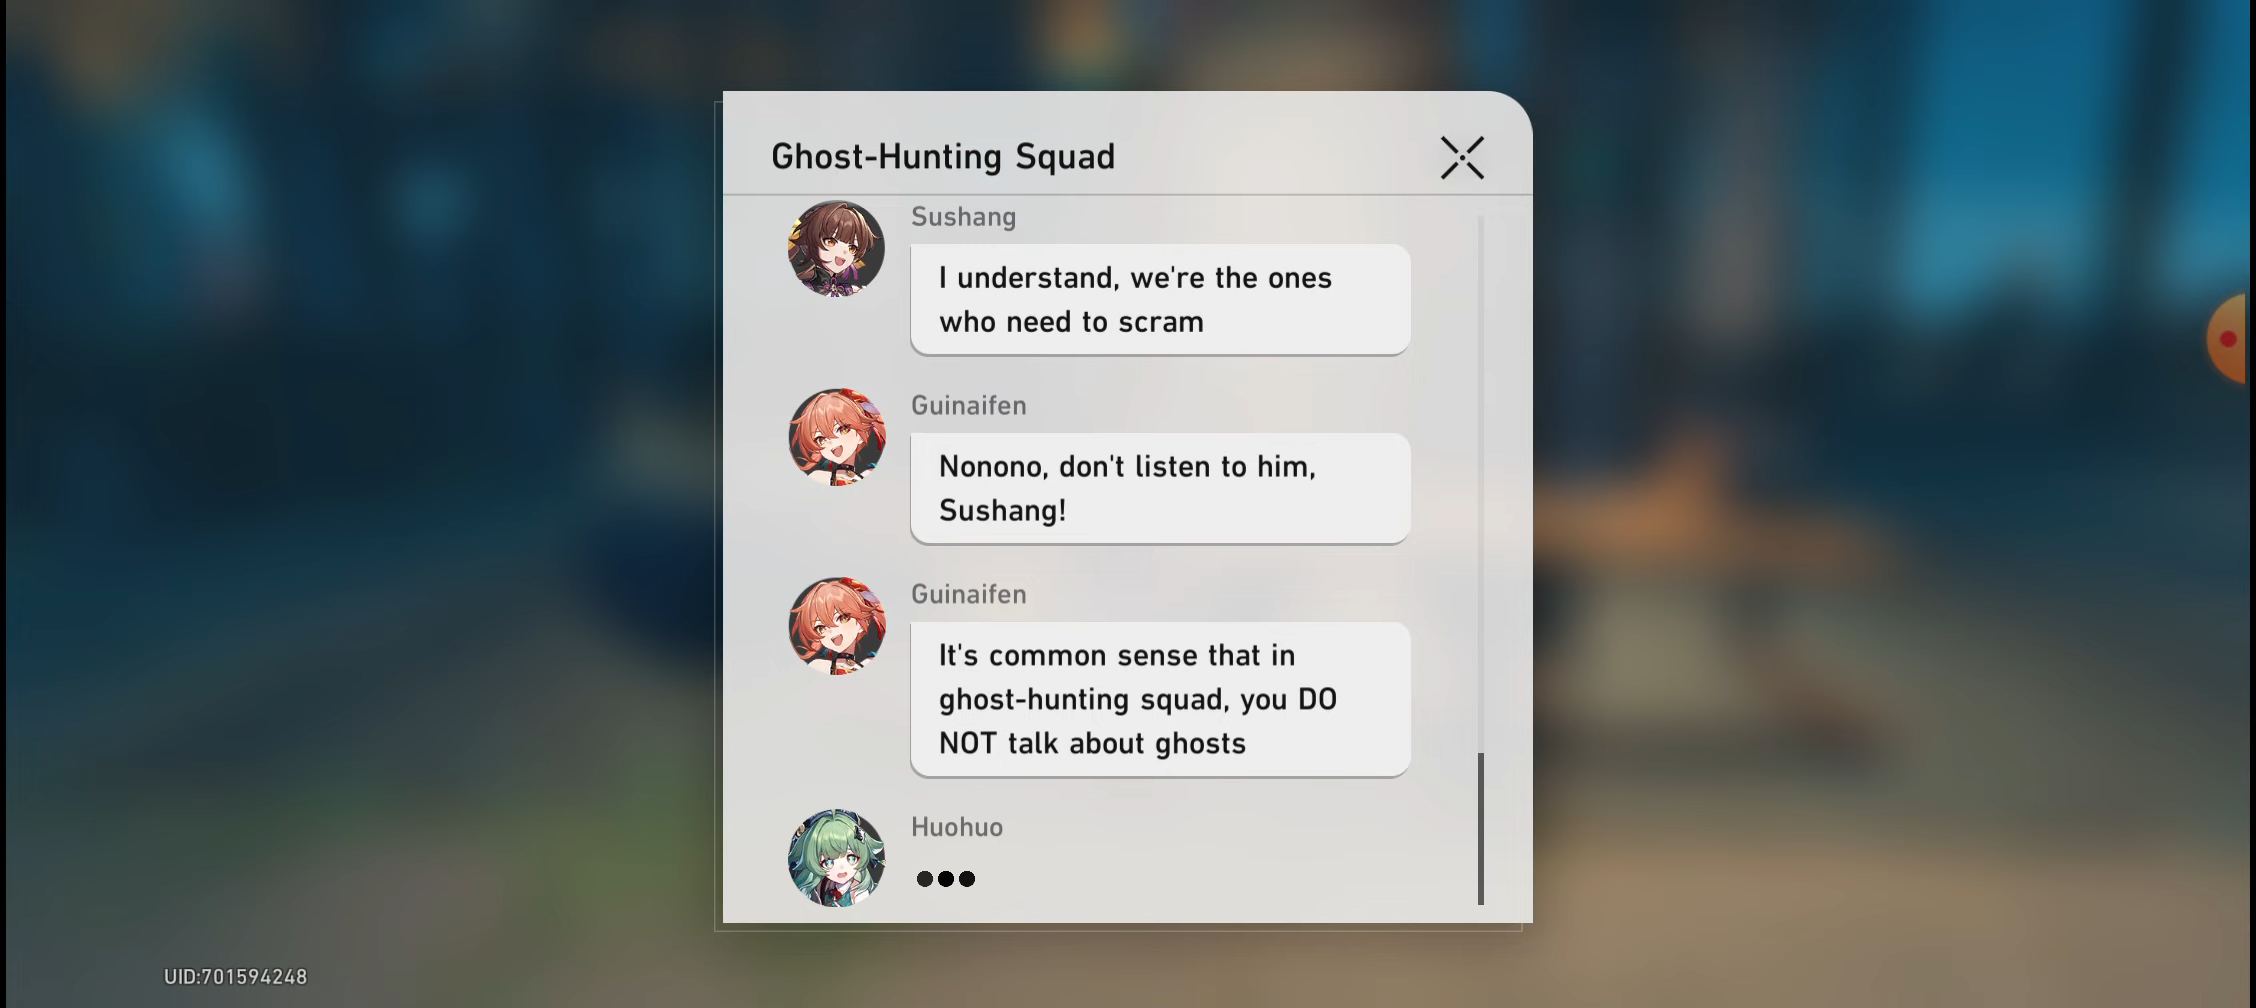 Ghost-Hunting Squad
Sushang
I understand, we're the ones
who need to scram
Guinaifen
Nonono, don't listen to him,
Sushang!
Guinaifen
It's common sense that in
ghost-hunting squad, you DO
NOT talk about ghosts
Huohuo
UID:701594248